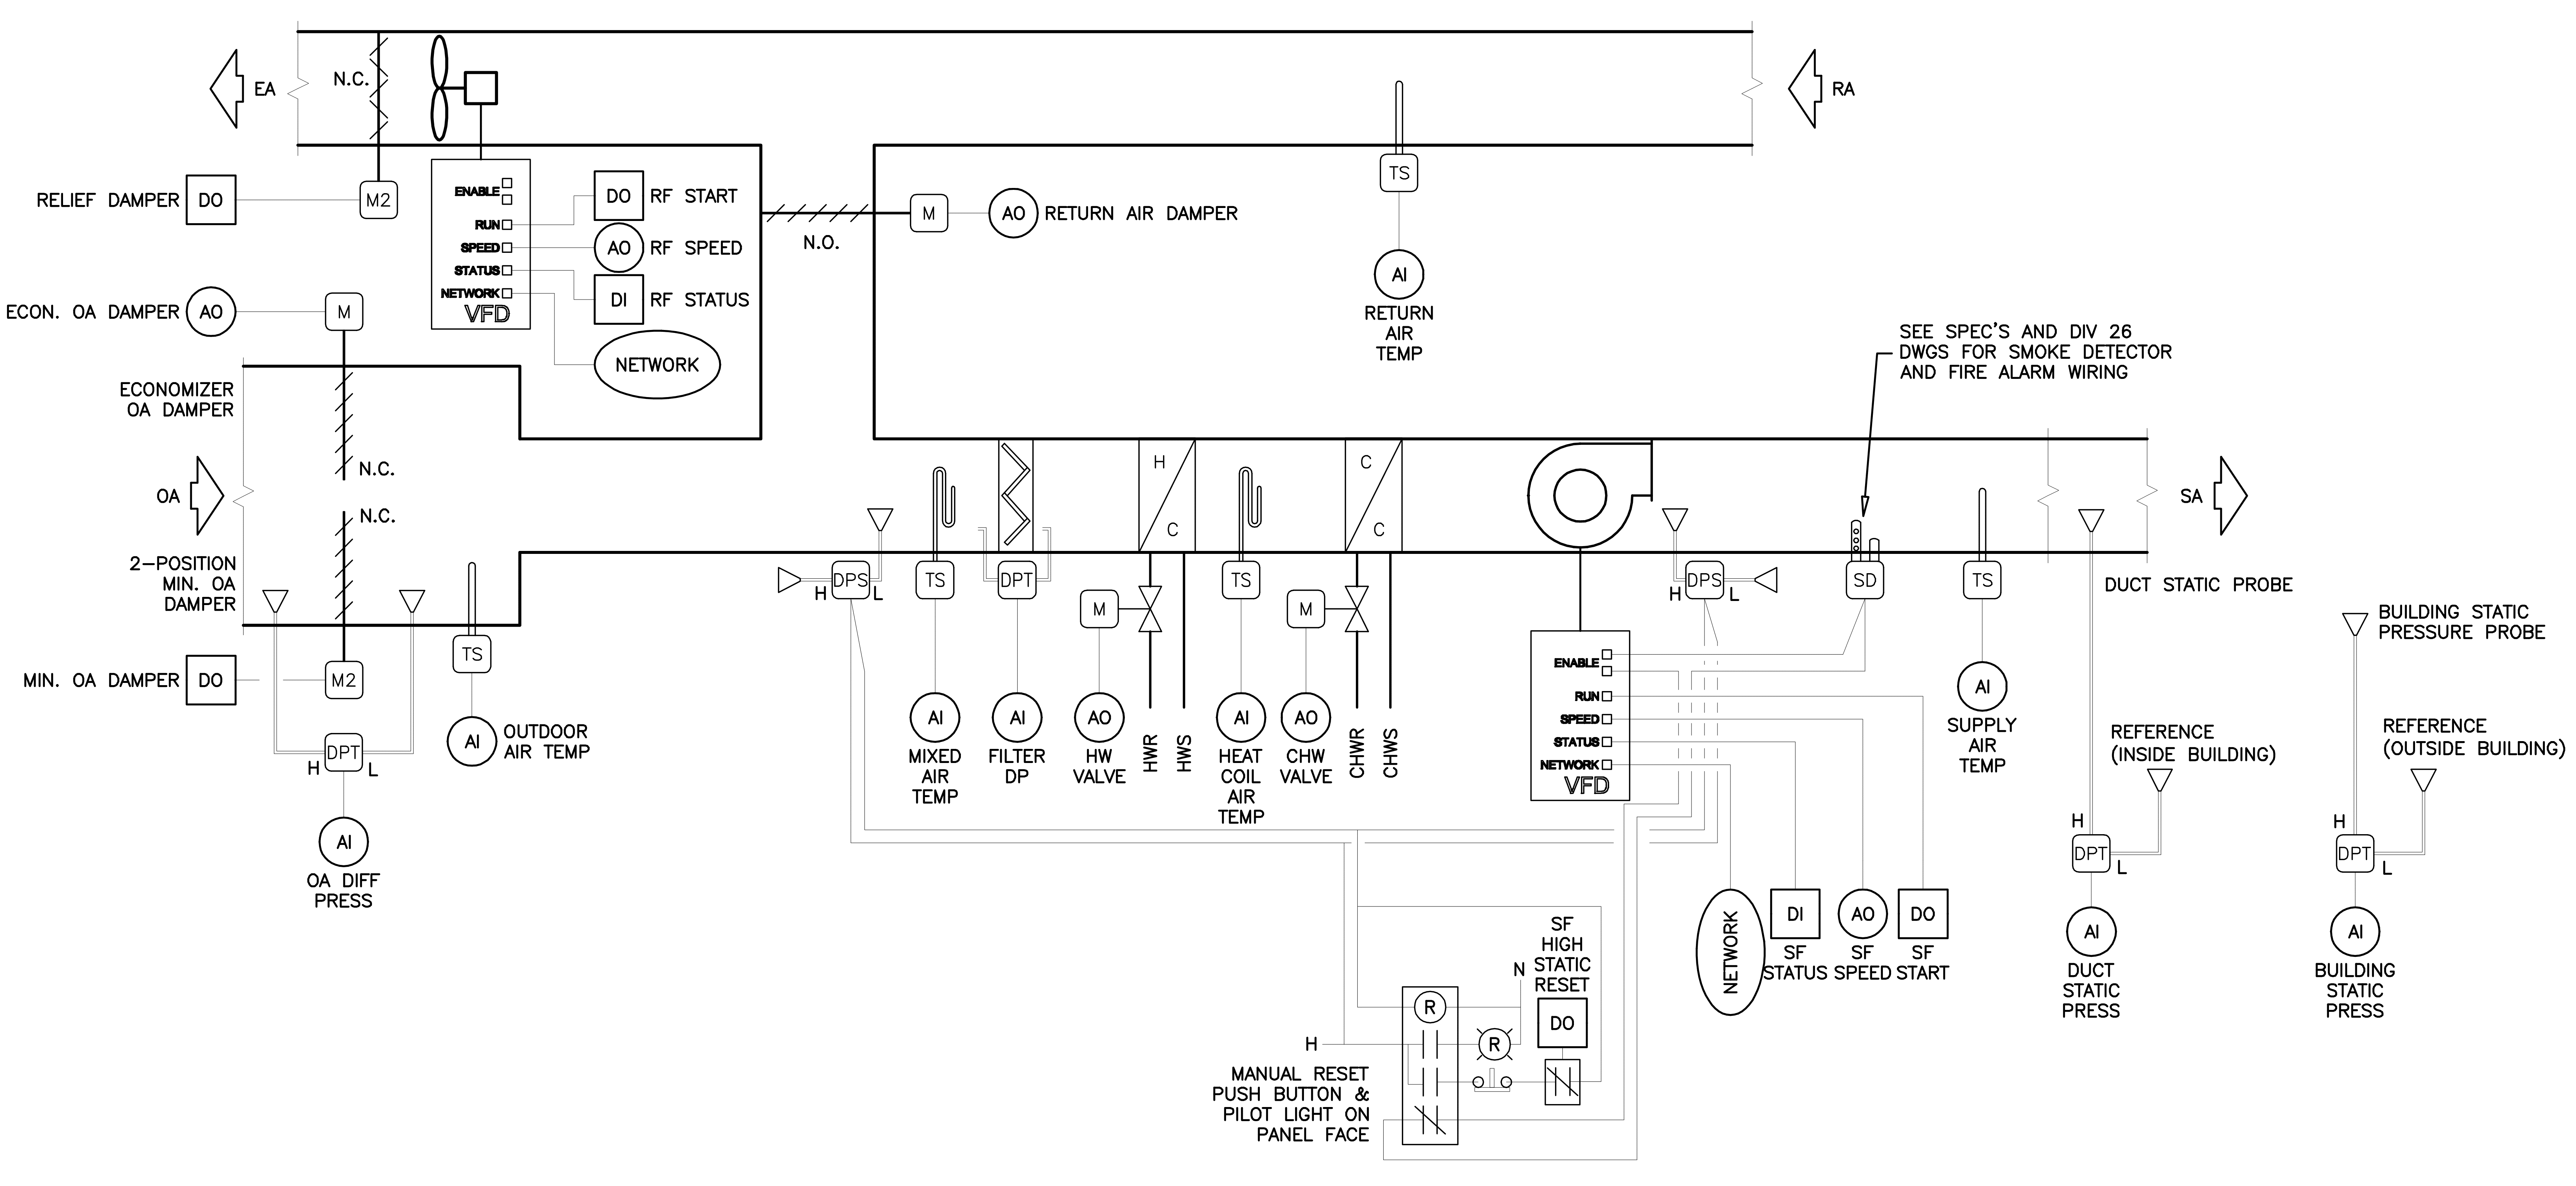 EA
N.C.
RA
RELIEF DAMPER
DO
M2
ENABLE
RUN
SPEED
STATUS
NETWORK
VFD
DO
RF START
AO
RF SPEED
DI
RF STATUS
NETWORK
M
AO
RETURN AIR DAMPER
N.O.
TS
AI
RETURN
AIR
TEMP
ECON. OA DAMPER
AO
M
SEE SPEC'S AND DIV 26
DWGS FOR SMOKE DETECTOR
AND FIRE ALARM WIRING
ECONOMIZER
OA DAMPER
N.C.
OA
N.C.
2-POSITION
MIN. OA
DAMPER
MIN. OA DAMPER
DO
M2
TS
AI
OUTDOOR
AIR TEMP
DPT
H
L
AI
OA DIFF
PRESS
DPS
H
L
TS
AI
MIXED
AIR
TEMP
DPT
AI
FILTER
DP
H
C
M
AO
HW
VALVE
HWR
HWS
TS
AI
HEAT
COIL
AIR
TEMP
C
C
M
AO
CHW
VALVE
CHWR
CHWS
ENABLE
RUN
SPEED
STATUS
NETWORK
VFD
DPS
H
L
SD
TS
AI
SUPPLY
AIR
TEMP
SA
DUCT STATIC PROBE
BUILDING STATIC
PRESSURE PROBE
REFERENCE
(INSIDE BUILDING)
REFERENCE
(OUTSIDE BUILDING)
H
DPT
L
AI
DUCT
STATIC
PRESS
H
DPT
L
AI
BUILDING
STATIC
PRESS
NETWORK
DI
SF
STATUS
AO
SF
SPEED
DO
SF
START
SF
HIGH
STATIC
RESET
N
DO
R
H
R
MANUAL RESET
PUSH BUTTON &
PILOT LIGHT ON
PANEL FACE